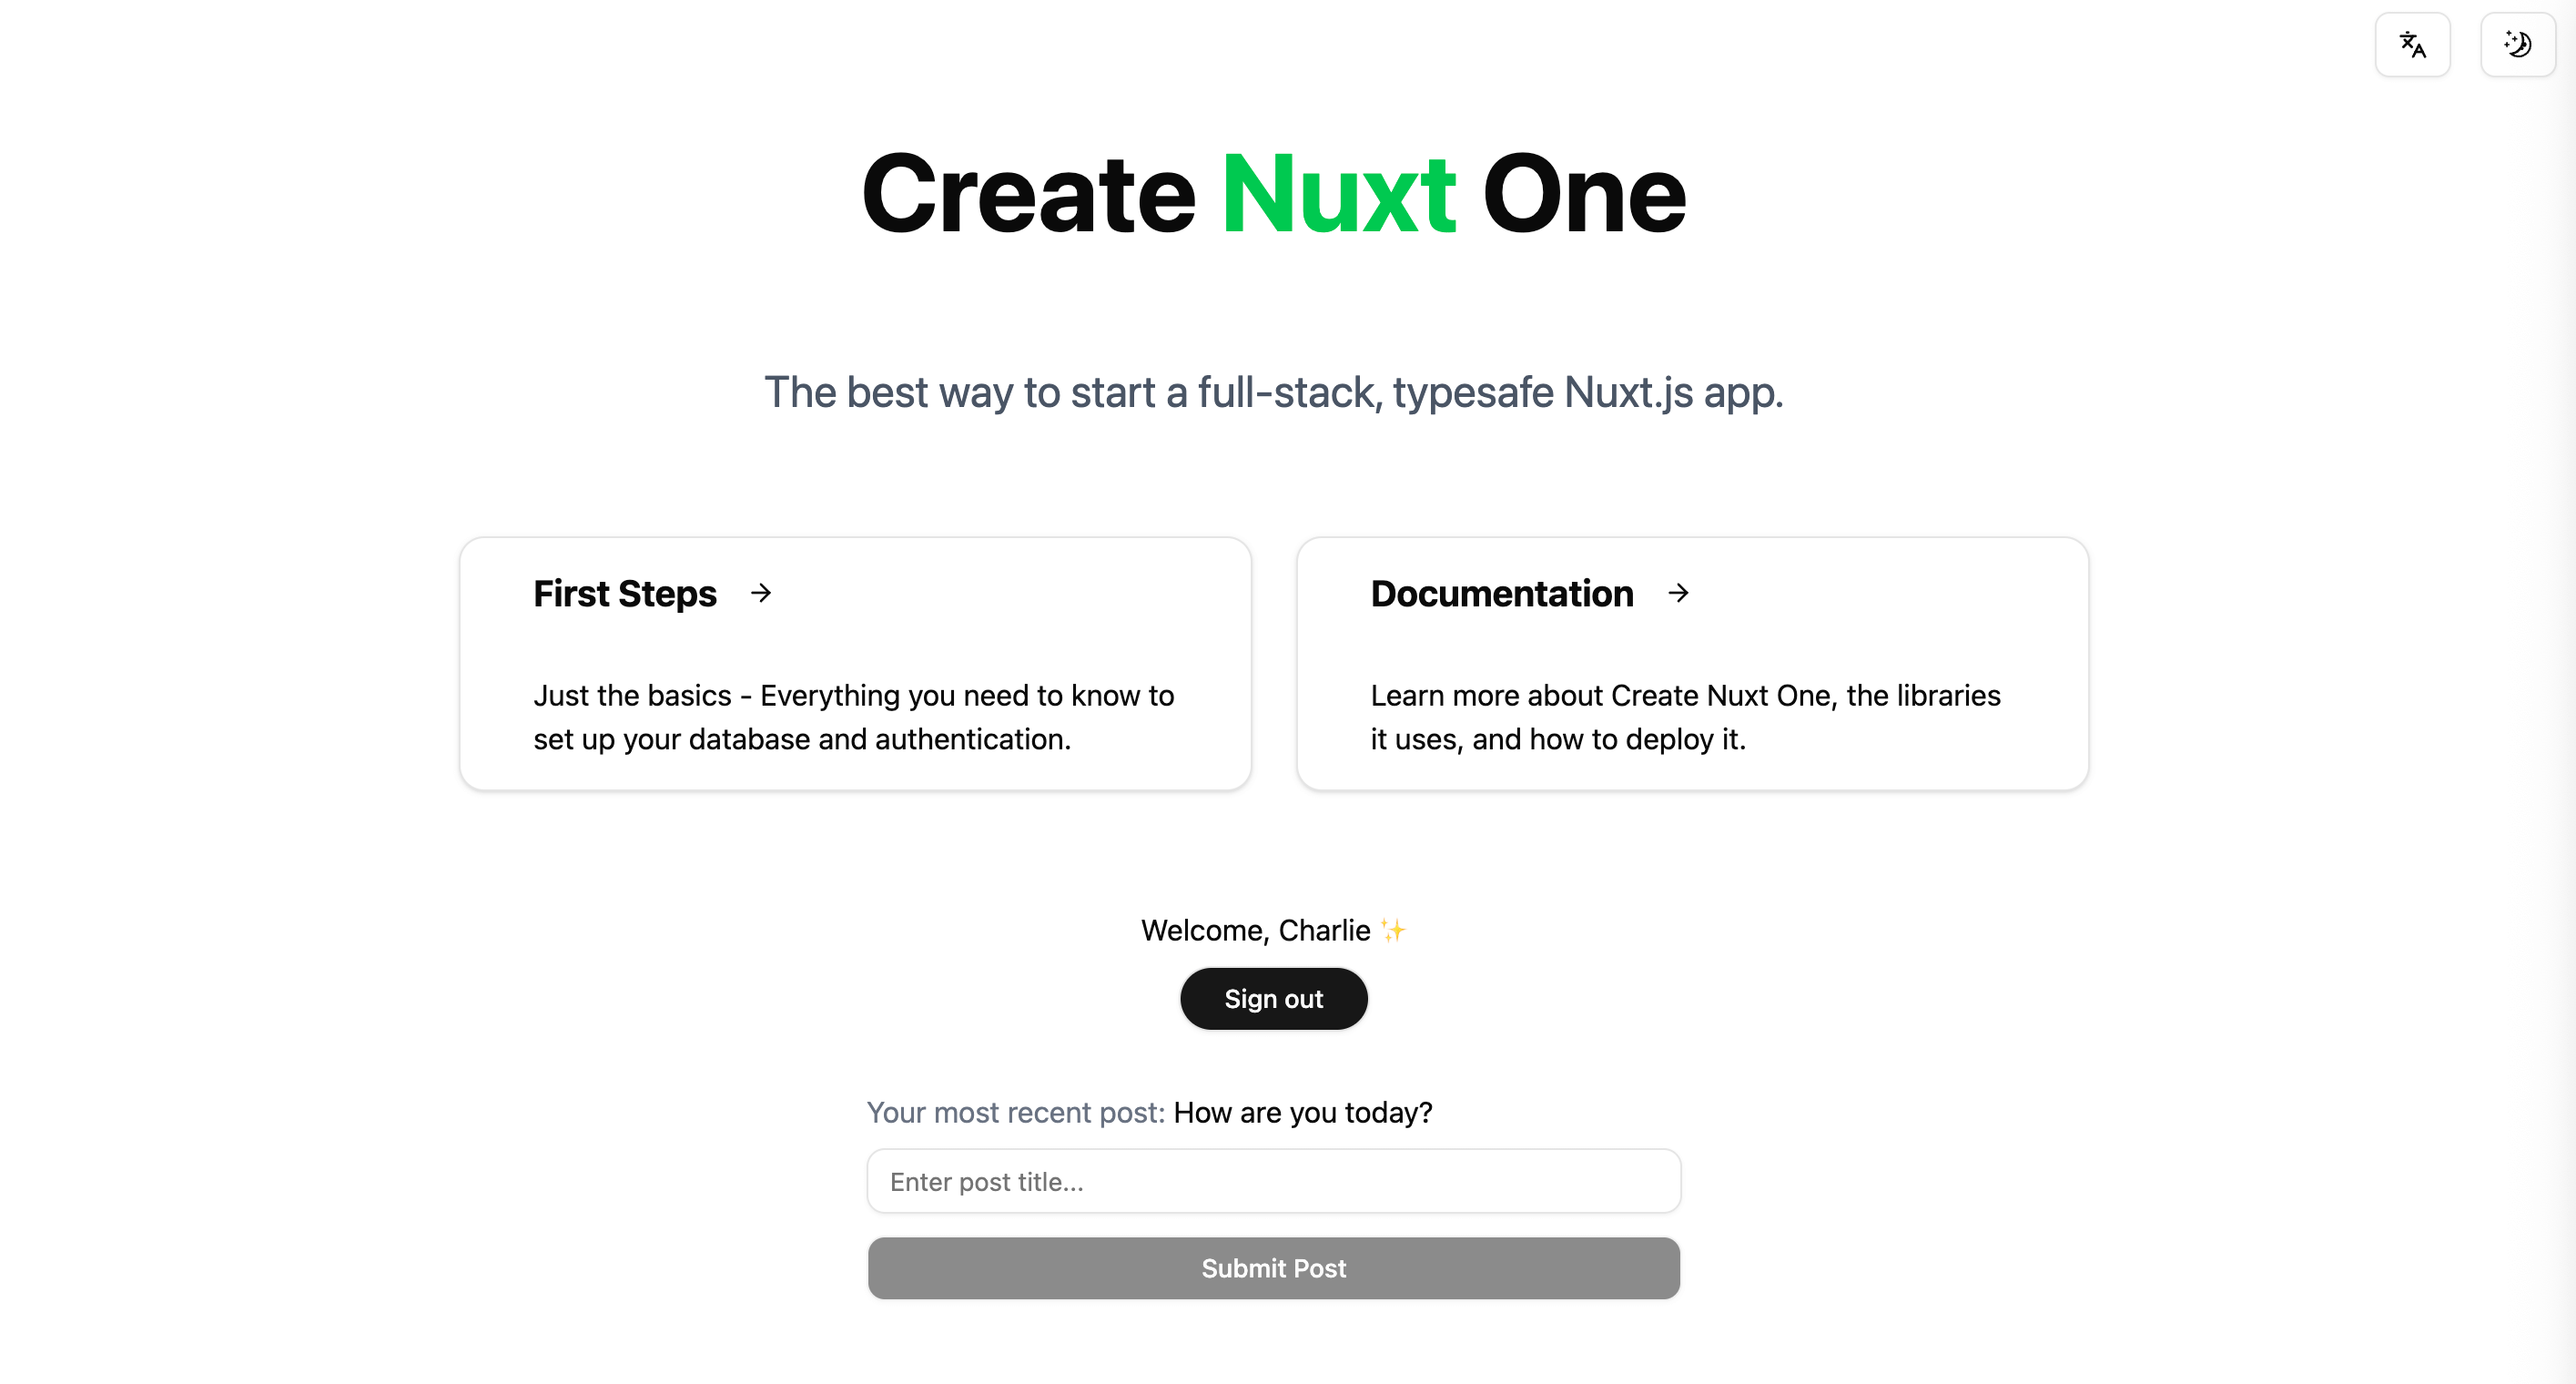 Create Nuxt One
The best way to start a full-stack, typesafe Nuxt.js app.
First Steps →
Just the basics - Everything you need to know to
set up your database and authentication.
Documentation →
Learn more about Create Nuxt One, the libraries
it uses, and how to deploy it.
Welcome, Charlie ✨
Sign out
Your most recent post: How are you today?
Enter post title...
Submit Post